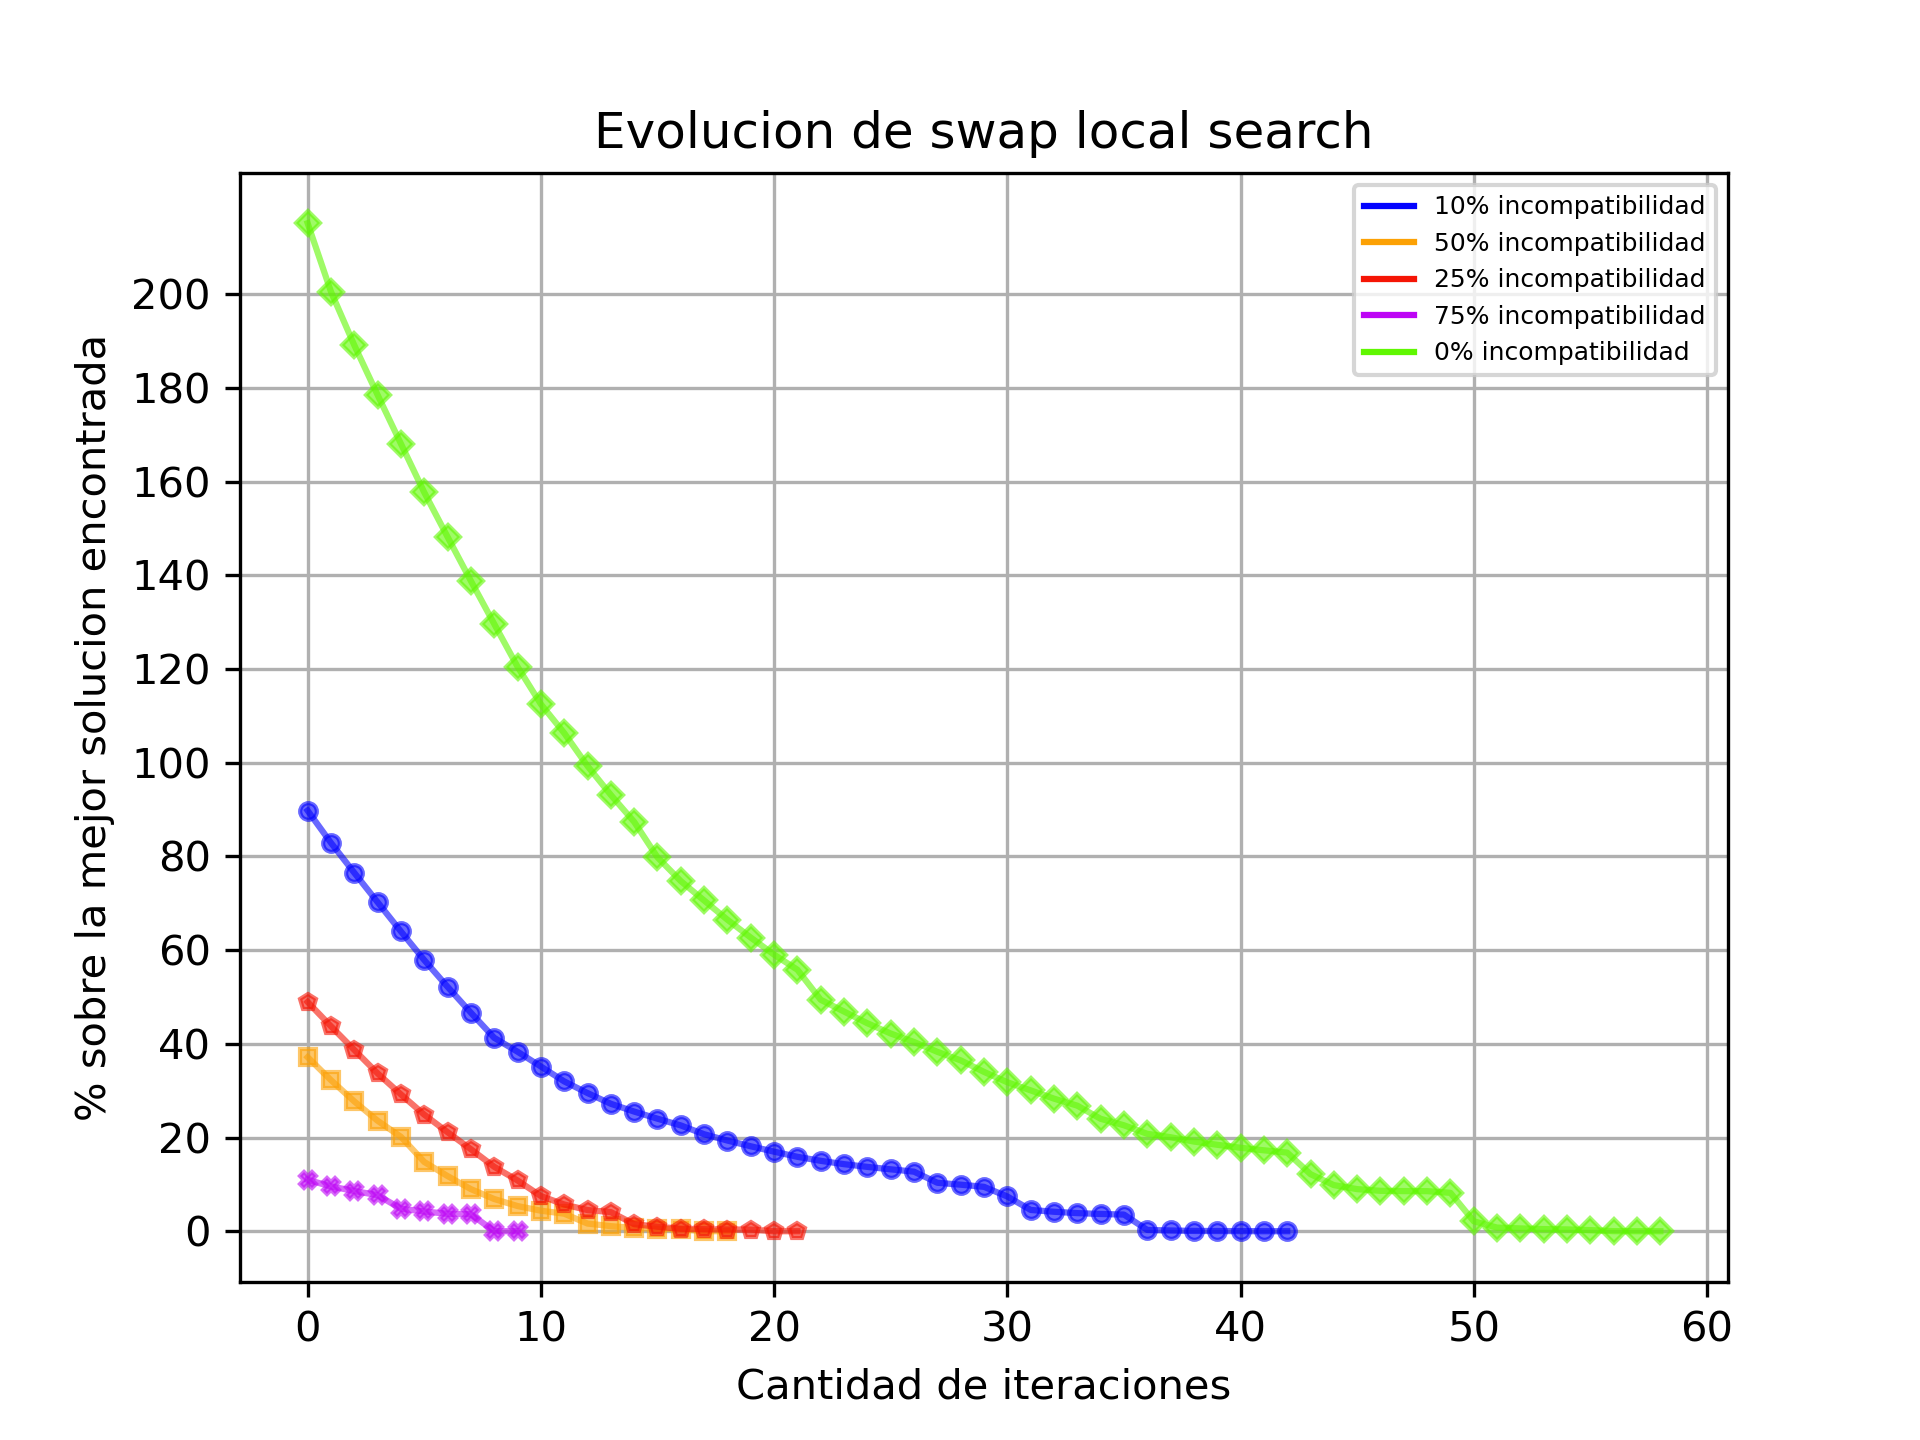 Evolucion de swap local search
% sobre la mejor solucion encontrada
200
180
160
140
120
100
80
60
40
20
0
0 10 20 30 40 50 60
Cantidad de iteraciones
10% incompatibilidad
50% incompatibilidad
25% incompatibilidad
75% incompatibilidad
0% incompatibilidad